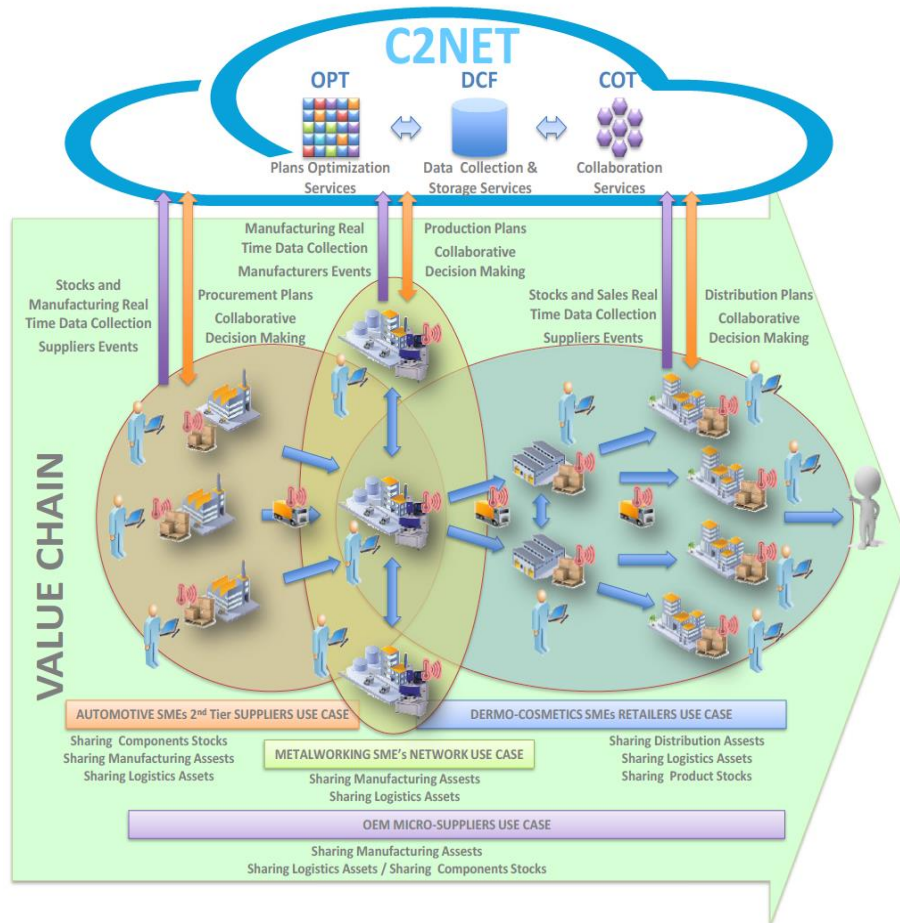 C2NET
OPT
DCF
COT
Plans Optimization
Services
Data Collection &
Storage Services
Collaboration
Services
Stocks and
Manufacturing Real
Time Data Collection
Suppliers Events
Procurement Plans
Collaborative
Decision Making
Manufacturing Real
Time Data Collection
Manufacturers Events
Production Plans
Collaborative
Decision Making
Stocks and Sales Real
Time Data Collection
Suppliers Events
Distribution Plans
Collaborative
Decision Making
VALUE CHAIN
AUTOMOTIVE SMEs 2nd Tier SUPPLIERS USE CASE
Sharing Components Stocks
Sharing Manufacturing Assests
Sharing Logistics Assets
METALWORKING SME's NETWORK USE CASE
Sharing Manufacturing Assests
Sharing Logistics Assets
DERMO-COSMETICS SMEs RETAILERS USE CASE
Sharing Distribution Assests
Sharing Logistics Assets
Sharing Product Stocks
OEM MICRO-SUPPLIERS USE CASE
Sharing Manufacturing Assests
Sharing Logistics Assets / Sharing Components Stocks